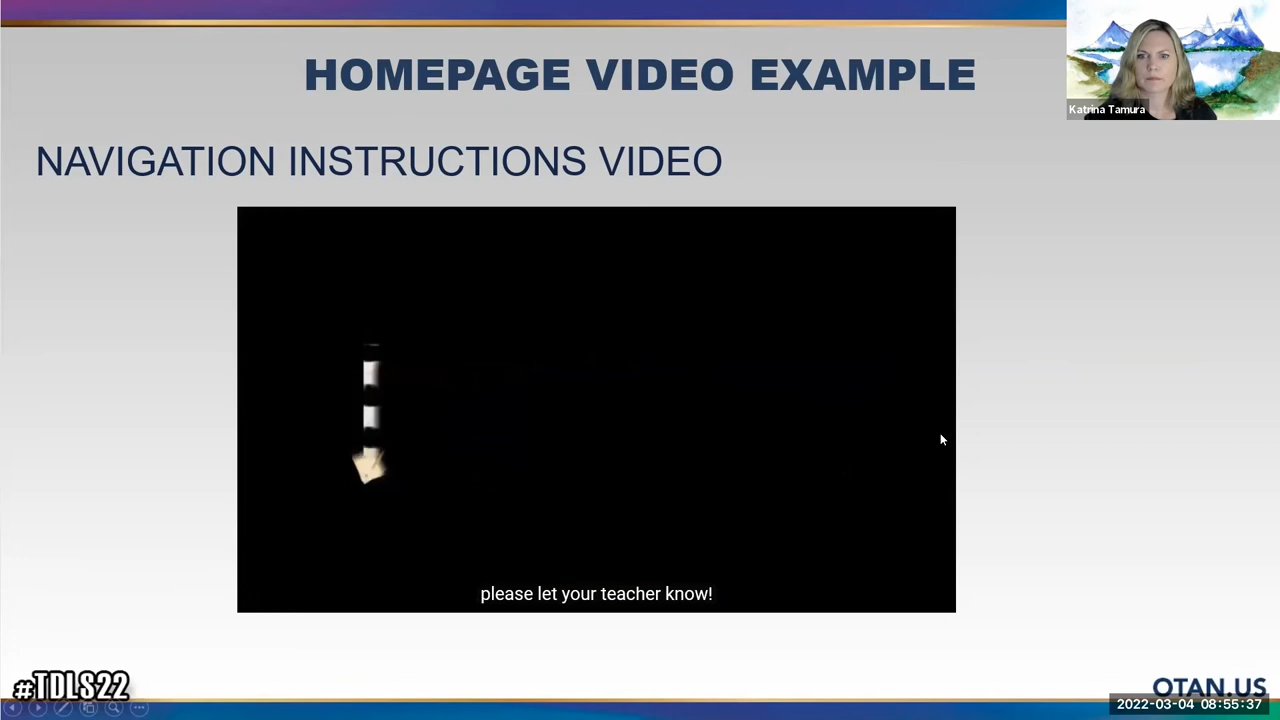 HOMEPAGE VIDEO EXAMPLE
Katrina Tamura
NAVIGATION INSTRUCTIONS VIDEO
please let your teacher know!
#TDLS22
OTAN.US
2022-03-04 08:55:37